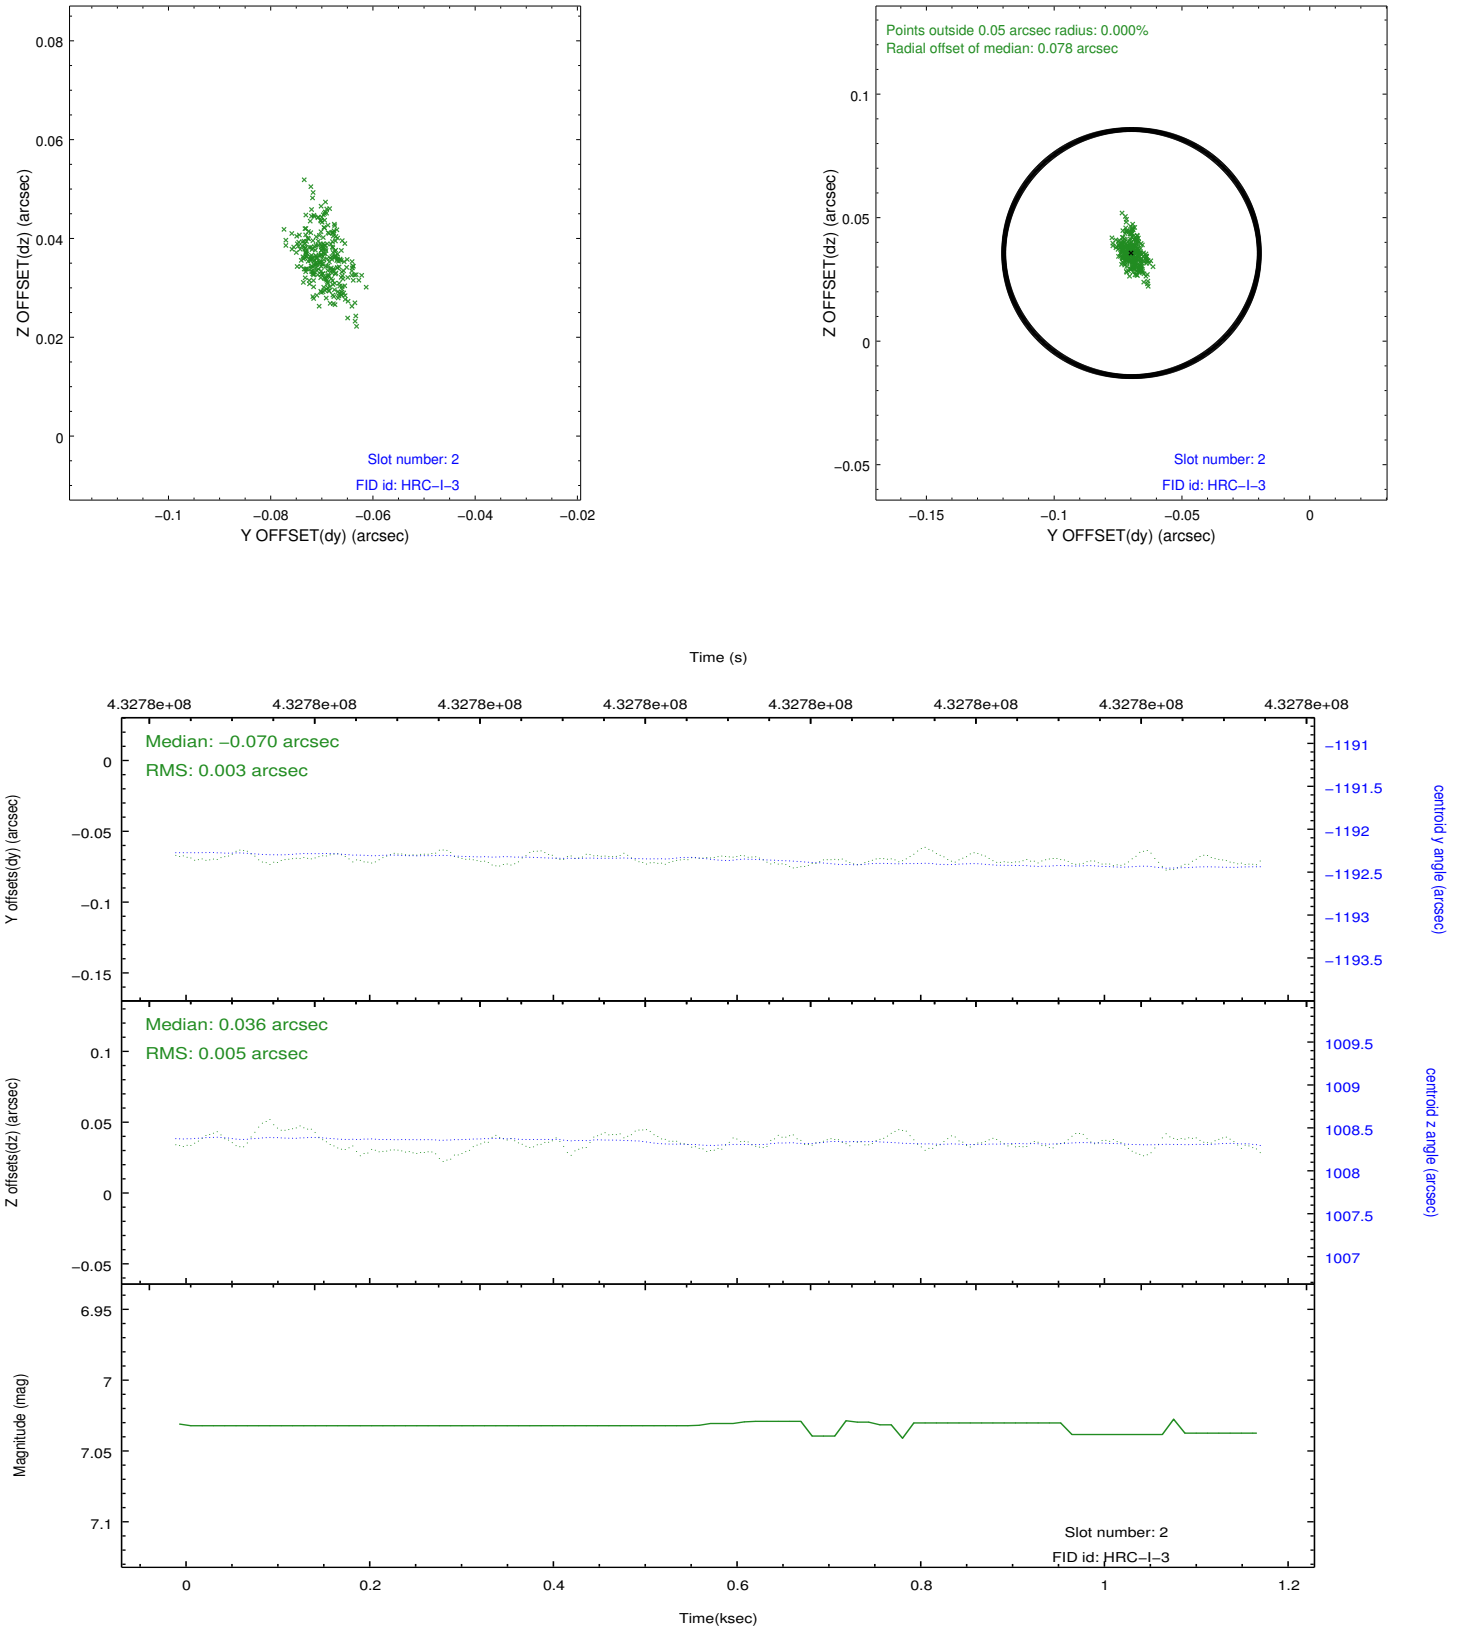 0.08
0.06
0.04
0.02
0
Z OFFSET(dz) (arcsec)
Slot number: 2
FID id: HRC−I−3
−0.1
−0.08
−0.06
−0.04
−0.02
Y OFFSET(dy) (arcsec)
Points outside 0.05 arcsec radius: 0.000%
Radial offset of median: 0.078 arcsec
0.1
0.05
0
−0.05
Z OFFSET(dz) (arcsec)
Slot number: 2
FID id: HRC−I−3
−0.15
−0.1
−0.05
0
Y OFFSET(dy) (arcsec)
Time (s)
4.3278e+08
4.3278e+08
4.3278e+08
4.3278e+08
4.3278e+08
4.3278e+08
4.3278e+08
4.3278e+08
Median: −0.070 arcsec
RMS: 0.003 arcsec
0
−0.05
−0.1
−0.15
Y offsets(dy) (arcsec)
−1191
−1191.5
−1192
−1192.5
−1193
−1193.5
centroid y angle (arcsec)
Median: 0.036 arcsec
RMS: 0.005 arcsec
0.1
0.05
0
−0.05
Z offsets(dz) (arcsec)
1009.5
1009
1008.5
1008
1007.5
1007
centroid z angle (arcsec)
6.95
7
7.05
7.1
Magnitude (mag)
Slot number: 2
FID id: HRC−I−3
0
0.2
0.4
0.6
0.8
1
1.2
Time(ksec)